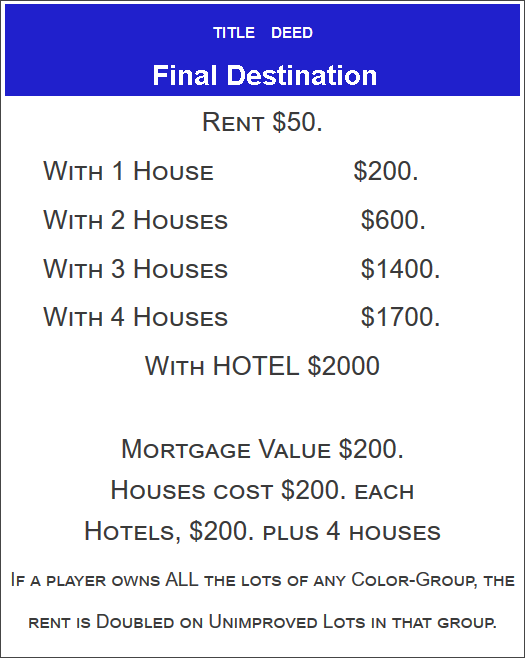 TITLE DEED
Final Destination
Rent $50.
With 1 House $200.
With 2 Houses $600.
With 3 Houses $1400.
With 4 Houses $1700.
With HOTEL $2000
Mortgage Value $200.
Houses cost $200. each
Hotels, $200. plus 4 houses
If a player owns ALL the lots of any Color-Group, the
rent is Doubled on Unimproved Lots in that group.